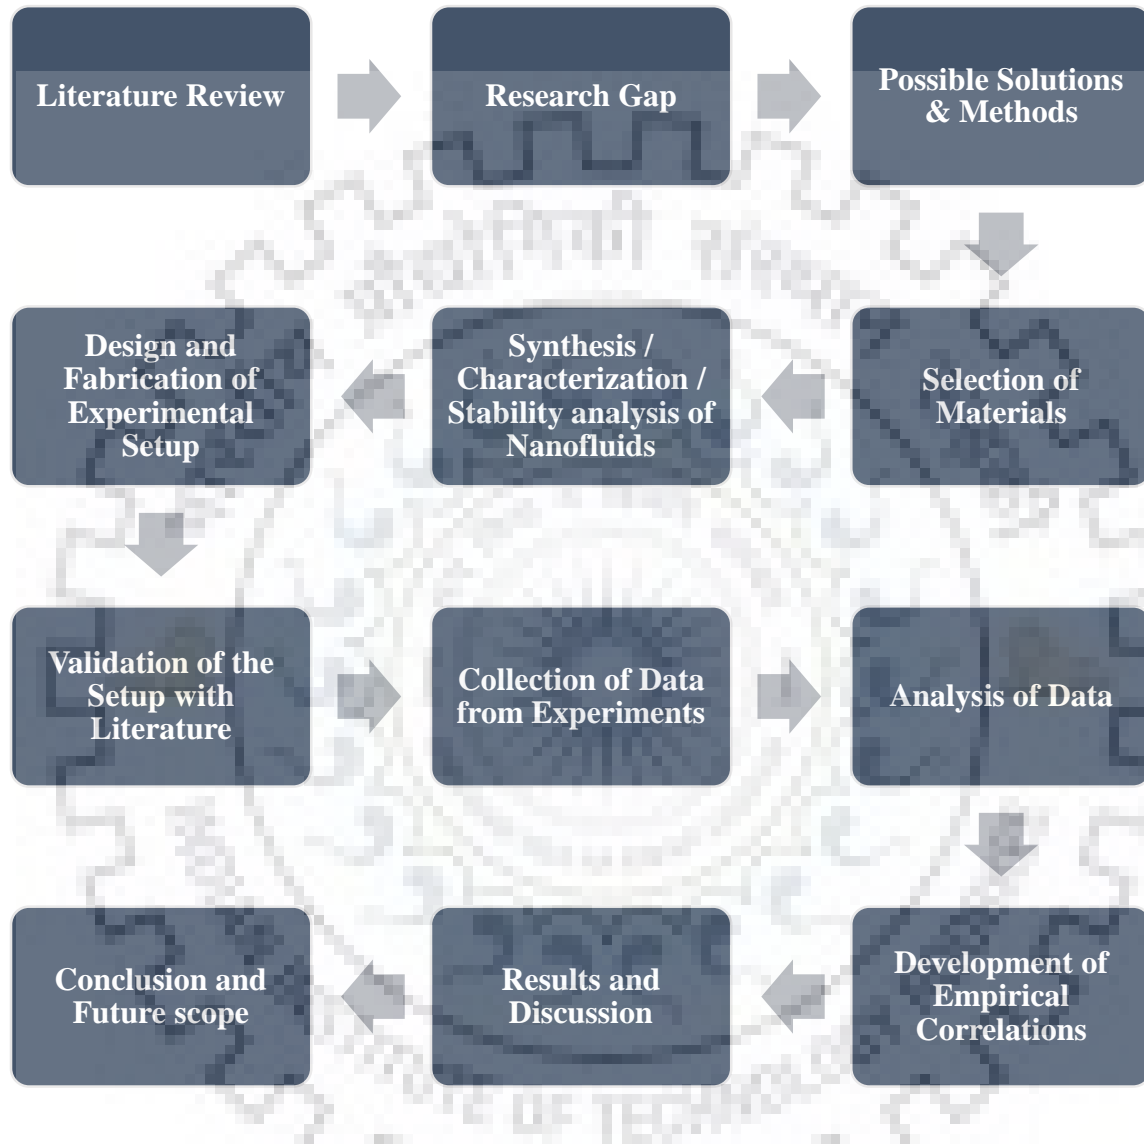 Literature Review
Research Gap
Possible Solutions
& Methods
Design and
Fabrication of
Experimental
Setup
Synthesis /
Characterization /
Stability analysis of
Nanofluids
Selection of
Materials
Validation of the
Setup with
Literature
Collection of Data
from Experiments
Analysis of Data
Conclusion and
Future scope
Results and
Discussion
Development of
Empirical
Correlations